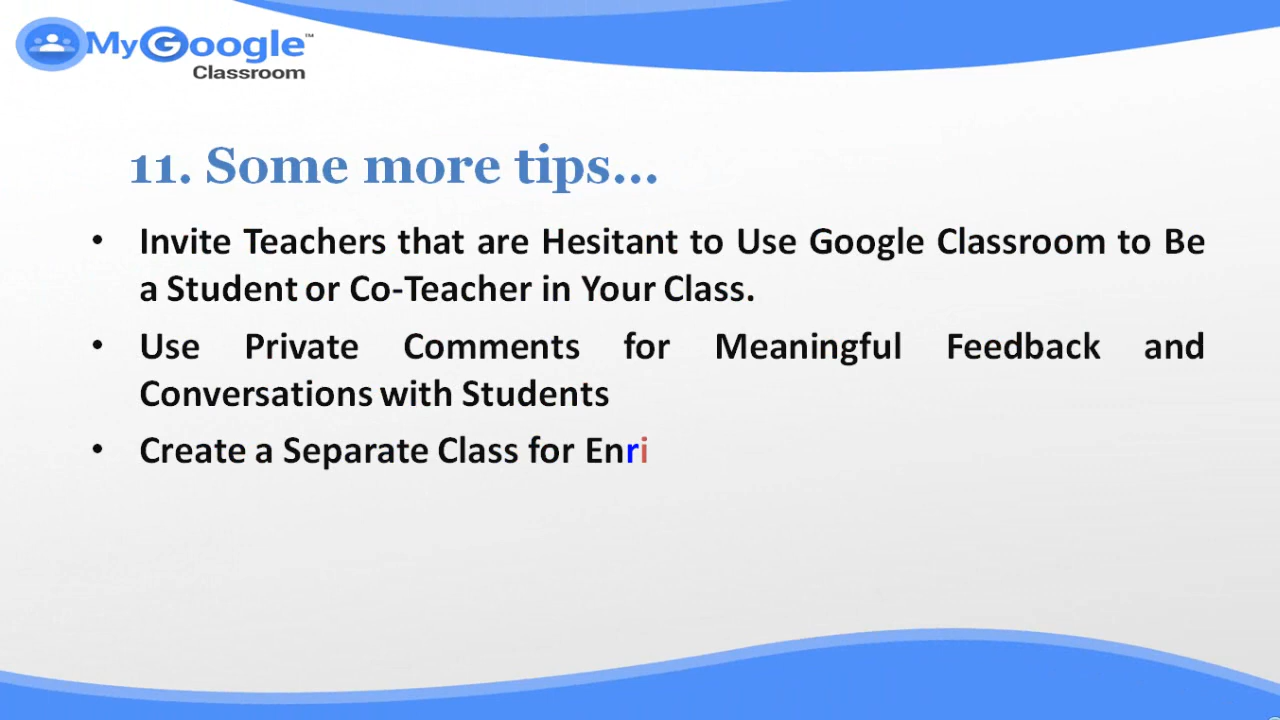 MyGoogle™
Classroom
11. Some more tips...
• Invite Teachers that are Hesitant to Use Google Classroom to Be
a Student or Co-Teacher in Your Class.
• Use Private Comments for Meaningful Feedback and
Conversations with Students
• Create a Separate Class for Enri